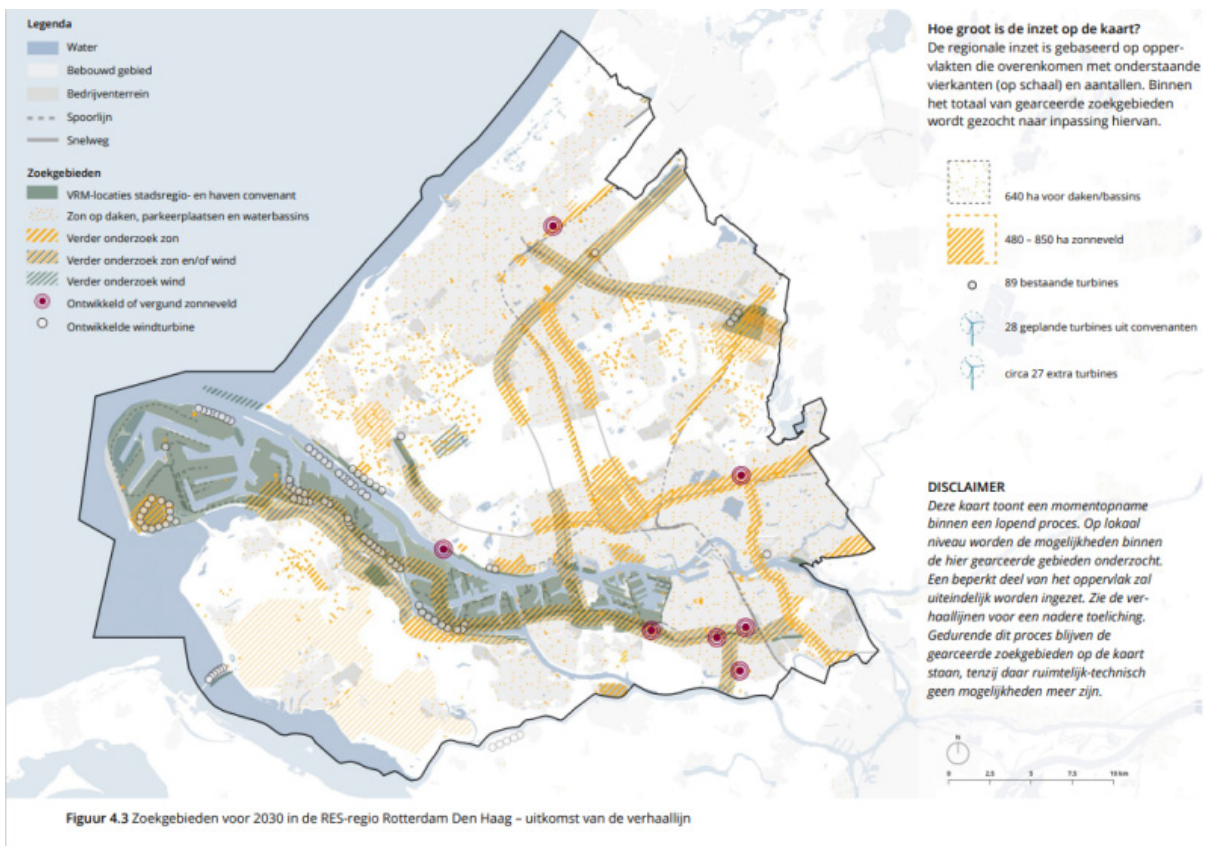 Legenda
Water
Bebouwd gebied
Bedrijventerrein
Spoorlijn
Snelweg
Zoekgebieden
VRM-locaties stadsregio- en haven convenant
Zon op daken, parkeerplaatsen en waterbassins
Verder onderzoek zon
Verder onderzoek zon en/of wind
Verder onderzoek wind
Ontwikkeld of vergund zonneveld
Ontwikkelde windturbine
Hoe groot is de inzet op de kaart?
De regionale inzet is gebaseerd op opper-
vlakten die overenkomen met onderstaande
vierkanten (op schaal) en aantallen. Binnen
het totaal van gearceerde zoekgebieden
wordt gezocht naar inpassing hiervan.
640 ha voor daken/bassins
480 – 850 ha zonneveld
89 bestaande turbines
28 geplande turbines uit convenanten
circa 27 extra turbines
DISCLAIMER
Deze kaart toont een momentopname
binnen een lopend proces. Op lokaal
niveau worden de mogelijkheden binnen
de hier gearceerde gebieden onderzocht.
Een beperkt deel van het oppervlak zal
uiteindelijk worden ingezet. Zie de ver-
haallijnen voor een nadere toeliching.
Gedurende dit proces blijven de
gearceerde zoekgebieden op de kaart
staan, tenzij daar ruimtelijk-technisch
geen mogelijkheden meer zijn.
N
0 2,5 5 7,5 10 km
Figuur 4.3 Zoekgebieden voor 2030 in de RES-regio Rotterdam Den Haag – uitkomst van de verhaallijn